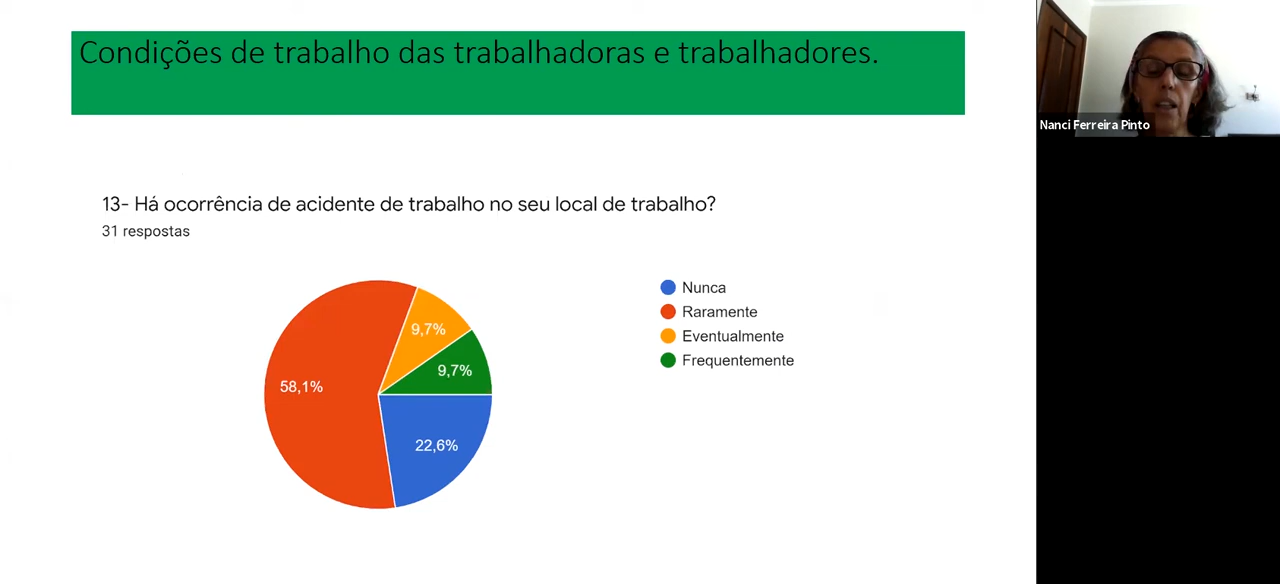 Condições de trabalho das trabalhadoras e trabalhadores.
Nanci Ferreira Pinto
13- Há ocorrência de acidente de trabalho no seu local de trabalho?
31 respostas
Nunca
Raramente
Eventualmente
Frequentemente
9,7%
9,7%
58,1%
22,6%